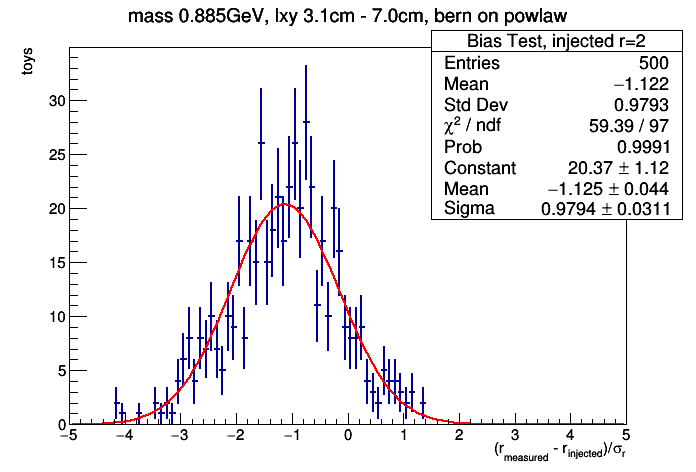 mass 0.885GeV, lxy 3.1cm - 7.0cm, bern on powlaw
toys
Bias Test, injected r=2
Entries 500
Mean −1.122
Std Dev 0.9793
χ² / ndf 59.39 / 97
Prob 0.9991
Constant 20.37 ± 1.12
Mean −1.125 ± 0.044
Sigma 0.9794 ± 0.0311
30
25
20
15
10
5
0
−5 −4 −3 −2 −1 0 1 2 3 4 5
(r_measured - r_injected)/σ_r